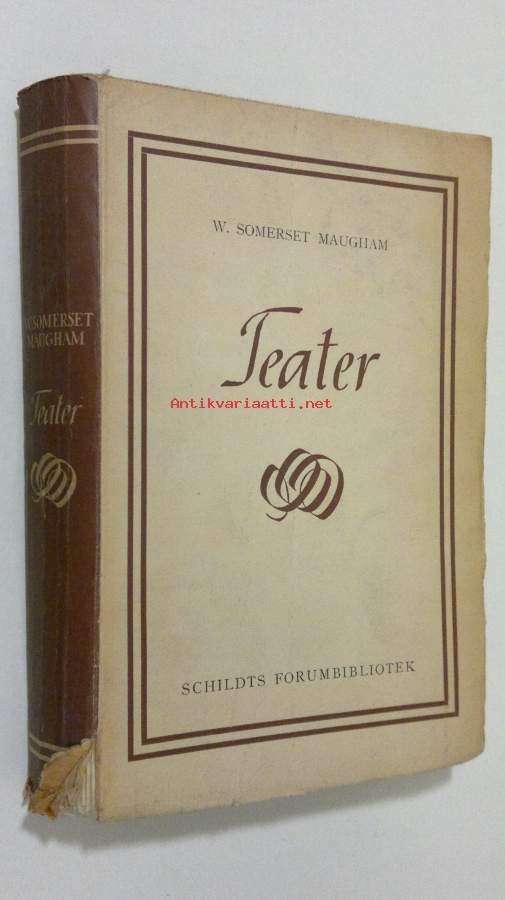 W. SOMERSET MAUGHAM
Teater
Antikvariaatti.net
SCHILDTS FORUMBIBLIOTEK
W. SOMERSET
MAUGHAM
Teater